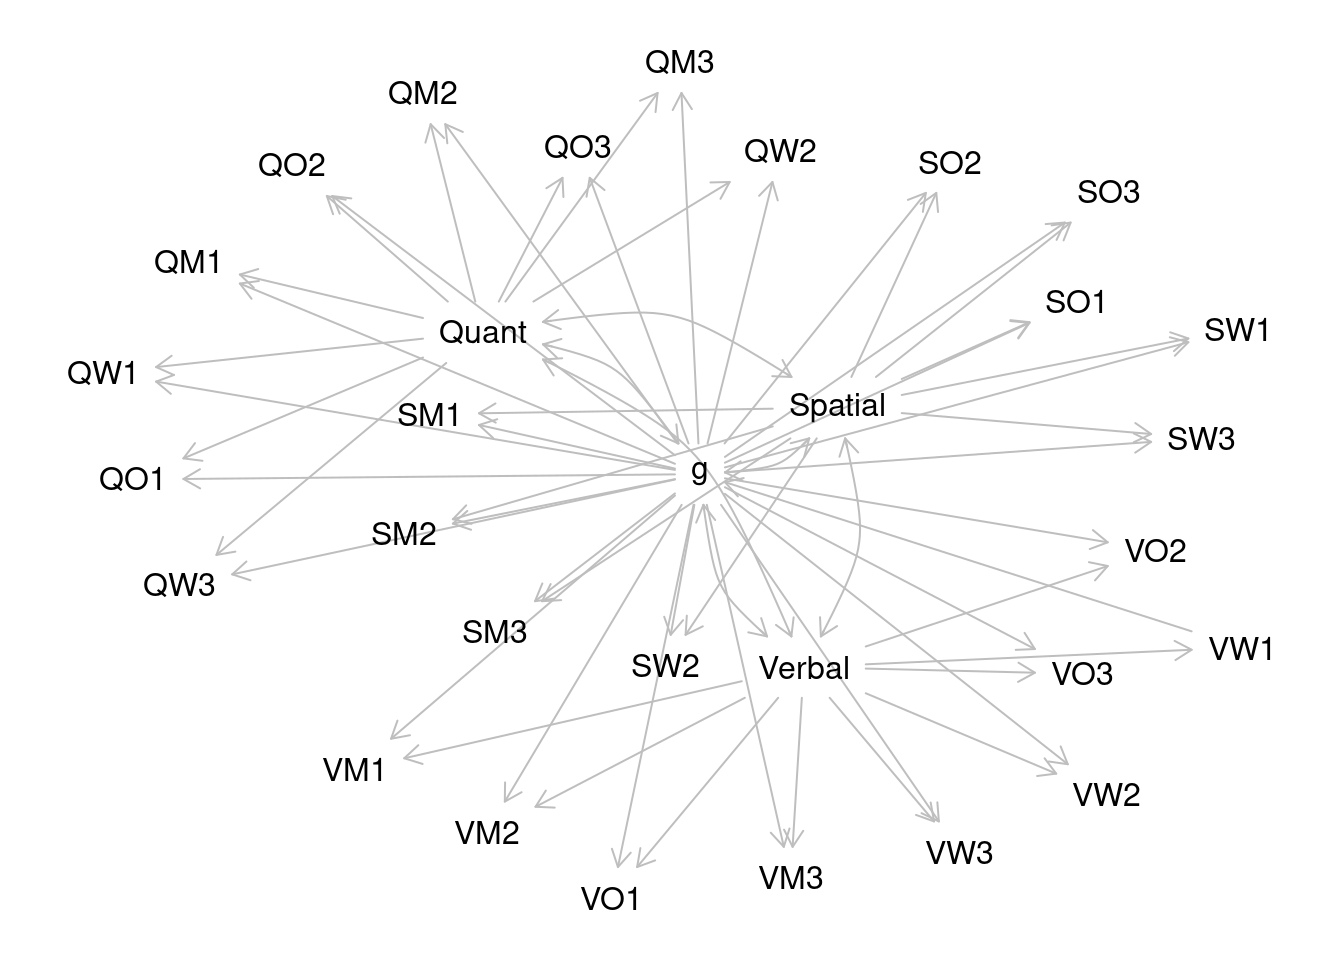 QM3
QM2
QO3
QW2
QO2
SO2
SO3
QM1
SO1
Quant
SW1
QW1
SM1
Spatial
SW3
g
QO1
SM2
VO2
QW3
SM3
VW1
SW2
Verbal
VO3
VM1
VW2
VM2
VW3
VM3
VO1